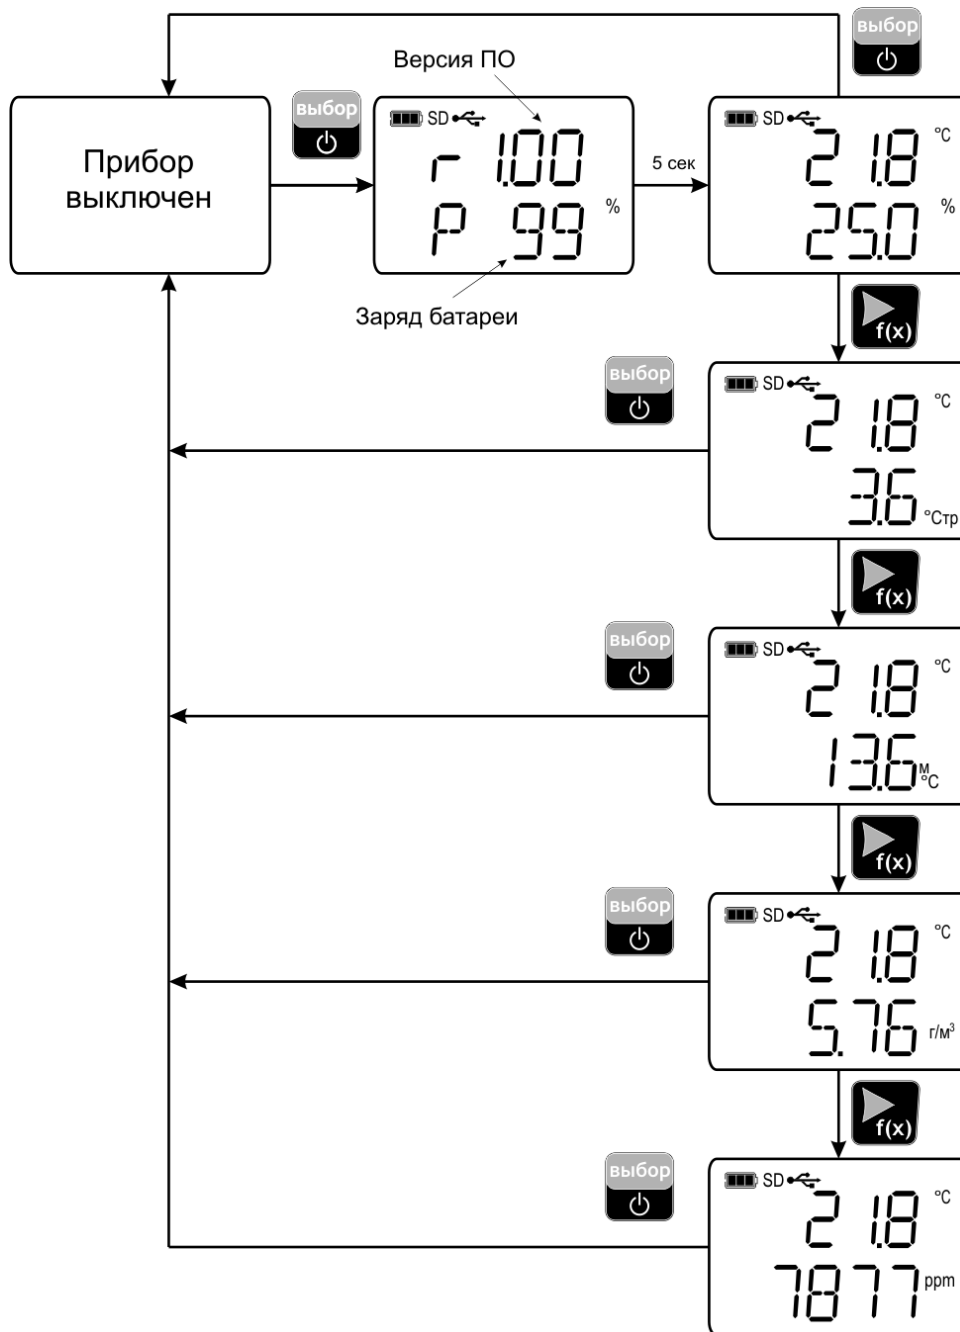 выбор
Версия ПО
Прибор
выключен
выбор
SD
r 1.00
P 99 %
5 сек
SD
21.8 °C
25.0 %
Заряд батареи
f(x)
выбор
SD
21.8 °C
3.6 °Cтр
f(x)
выбор
SD
21.8 °C
13.6 м °C
f(x)
выбор
SD
21.8 °C
5.76 г/м³
f(x)
выбор
SD
21.8 °C
7877 ppm